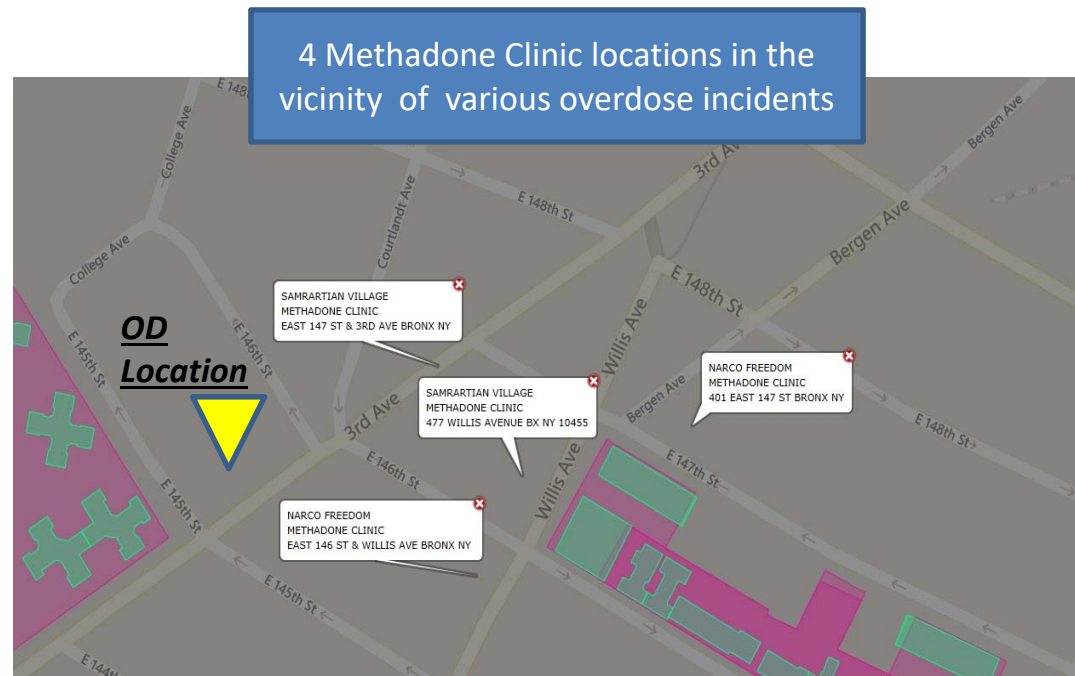 4 Methadone Clinic locations in the
vicinity of various overdose incidents
E 148
College Ave
Courtlandt Ave
E 148th St
3rd Av
Bergen Ave
Bergen Ave
College Ave
E 148th St
SAMRARTIAN VILLAGE
METHADONE CLINIC
EAST 147 ST & 3RD AVE BRONX NY
OD
Location
E 145th St
E 146th St
Willis Ave
NARCO FREEDOM
METHADONE CLINIC
401 EAST 147 ST BRONX NY
SAMRARTIAN VILLAGE
METHADONE CLINIC
477 WILLIS AVENUE BX NY 10455
Bergen Ave
3rd Ave
E 148th St
E 146th St
Willis Ave
E 147th St
E 145th St
NARCO FREEDOM
METHADONE CLINIC
EAST 146 ST & WILLIS AVE BRONX NY
E 145th St
E 144th